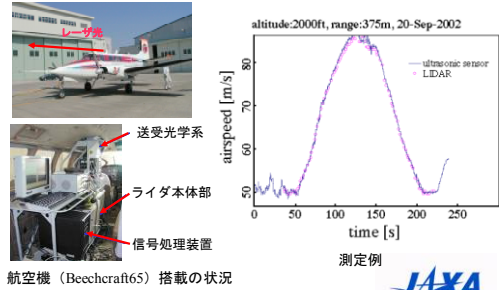 レーザ光
送受光学系
ライダ本体部
信号処理装置
航空機（Beechcraft65）搭載の状況
altitude:2000ft, range:375m, 20-Sep-2002
ultrasonic sensor
LIDAR
airspeed [m/s]
80
70
60
50
0
50
100
150
200
250
time [s]
測定例
JAXA